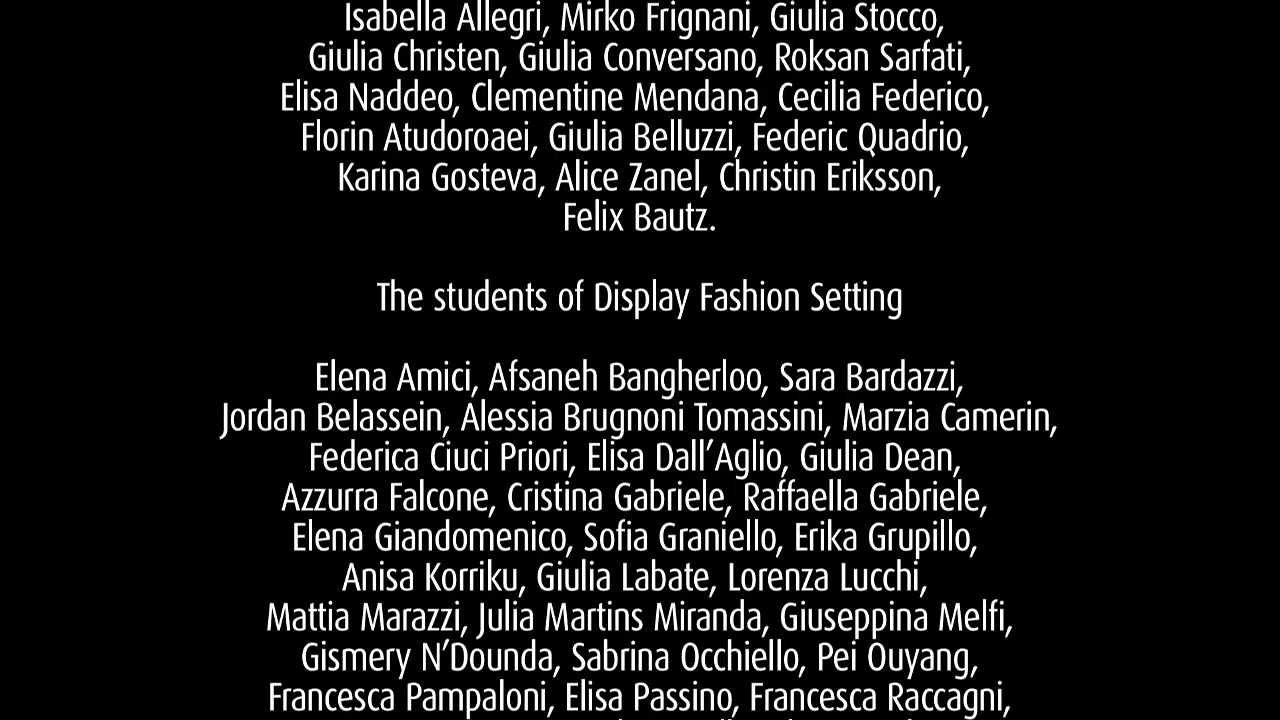 Isabella Allegri, Mirko Frignani, Giulia Stocco,
Giulia Christen, Giulia Conversano, Roksan Sarfati,
Elisa Naddeo, Clementine Mendana, Cecilia Federico,
Florin Atudoroaei, Giulia Belluzzi, Federic Quadrio,
Karina Gosteva, Alice Zanel, Christin Eriksson,
Felix Bautz.
The students of Display Fashion Setting
Elena Amici, Afsaneh Bangherloo, Sara Bardazzi,
Jordan Belassein, Alessia Brugnoni Tomassini, Marzia Camerin,
Federica Ciuci Priori, Elisa Dall’Aglio, Giulia Dean,
Azzurra Falcone, Cristina Gabriele, Raffaella Gabriele,
Elena Giandomenico, Sofia Graniello, Erika Grupillo,
Anisa Korriku, Giulia Labate, Lorenza Lucchi,
Mattia Marazzi, Julia Martins Miranda, Giuseppina Melfi,
Gismery N’Dounda, Sabrina Occhiello, Pei Ouyang,
Francesca Pampaloni, Elisa Passino, Francesca Raccagni,